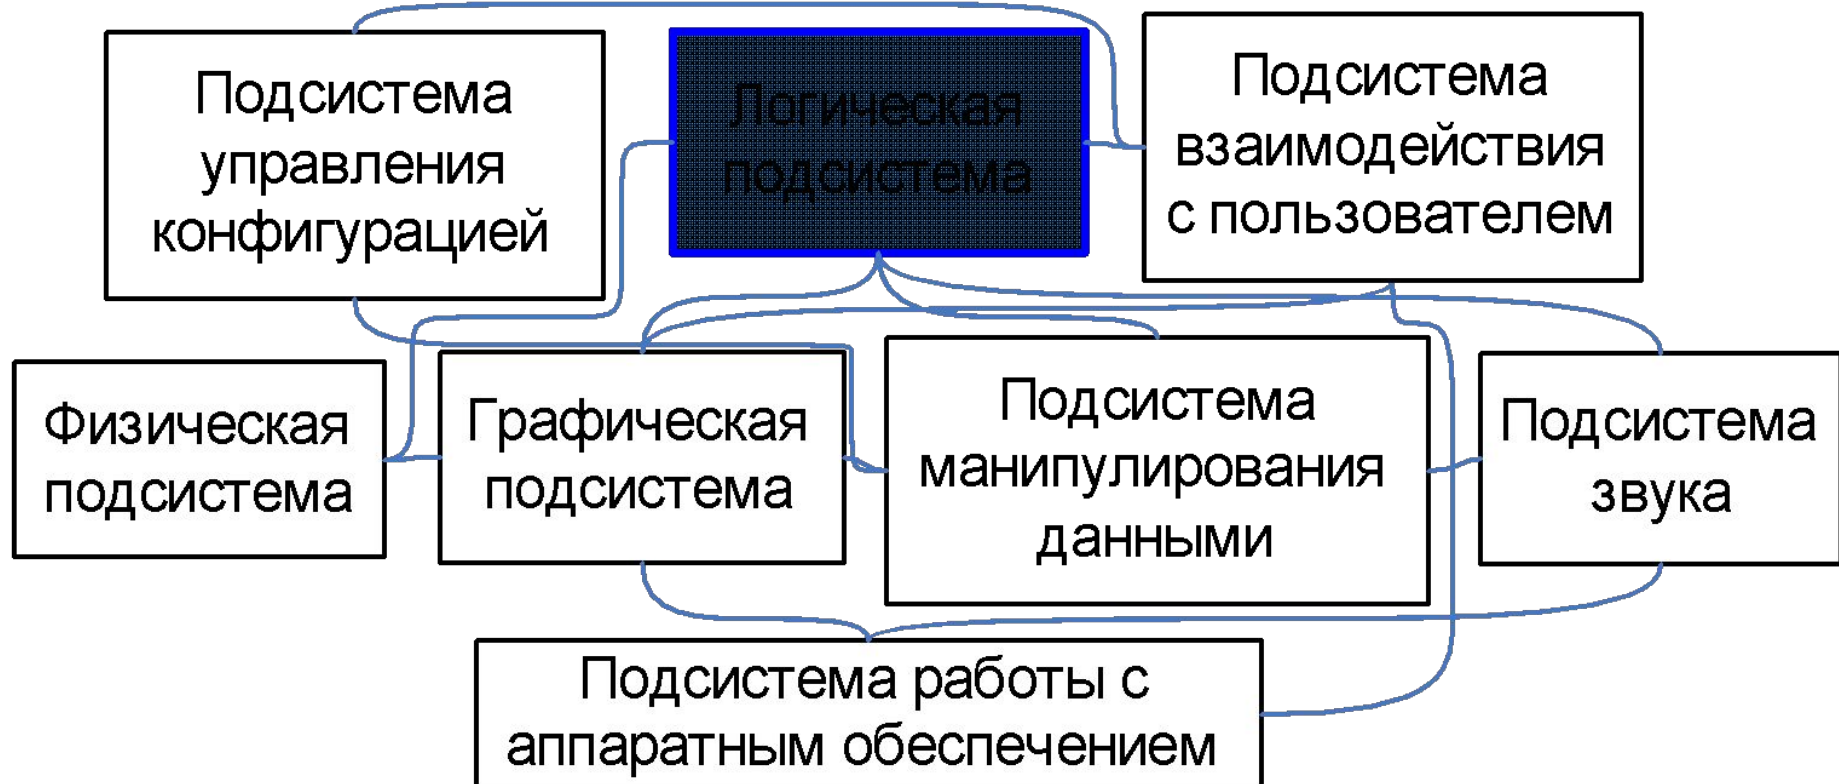 Подсистема
управления
конфигурацией
Логическая
подсистема
Подсистема
взаимодействия
с пользователем
Физическая
подсистема
Графическая
подсистема
Подсистема
манипулирования
данными
Подсистема
звука
Подсистема работы с
аппаратным обеспечением